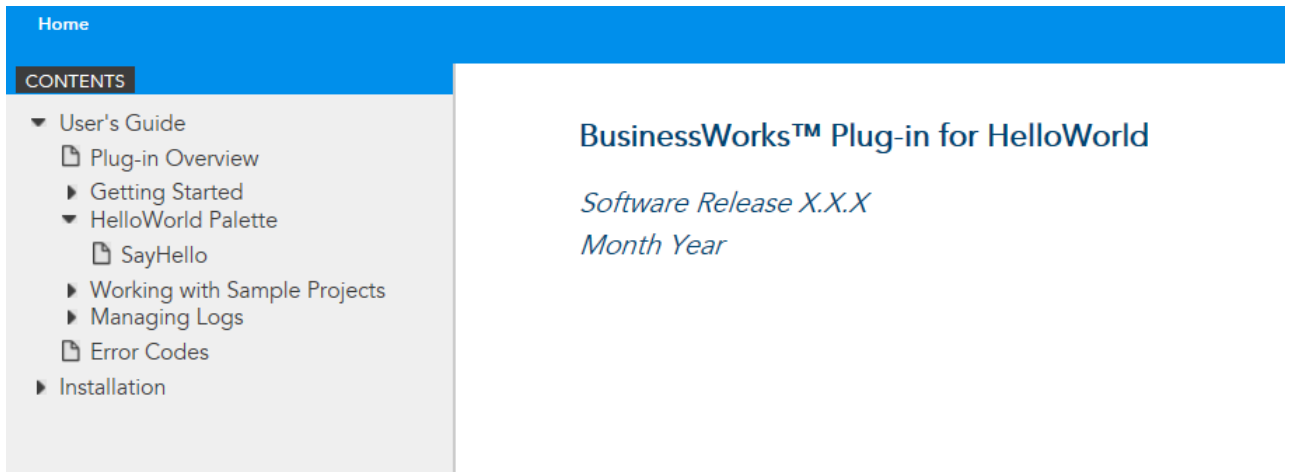 Home
CONTENTS
User's Guide
Plug-in Overview
Getting Started
HelloWorld Palette
SayHello
Working with Sample Projects
Managing Logs
Error Codes
Installation
BusinessWorks™ Plug-in for HelloWorld
Software Release X.X.X
Month Year